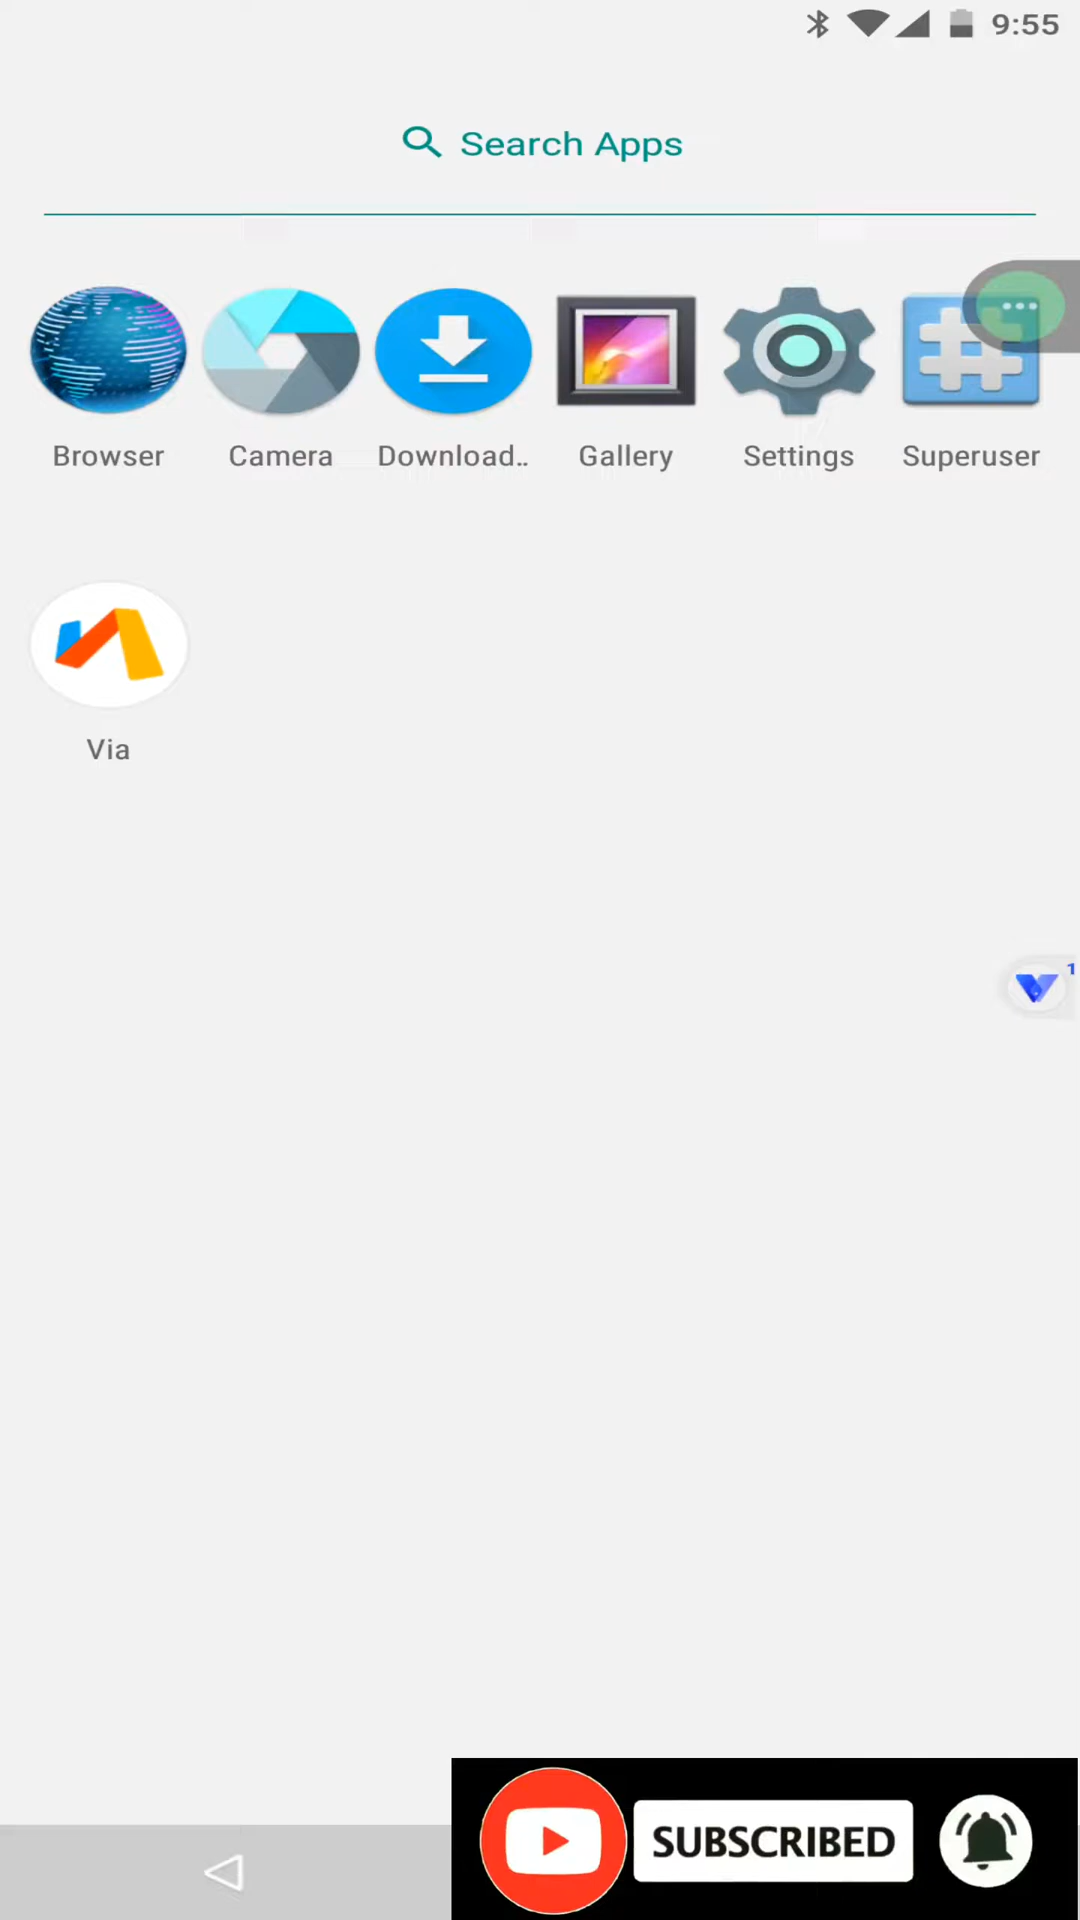 9:55
Search Apps
Browser
Camera
Download..
Gallery
Settings
Superuser
Via
1
SUBSCRIBED